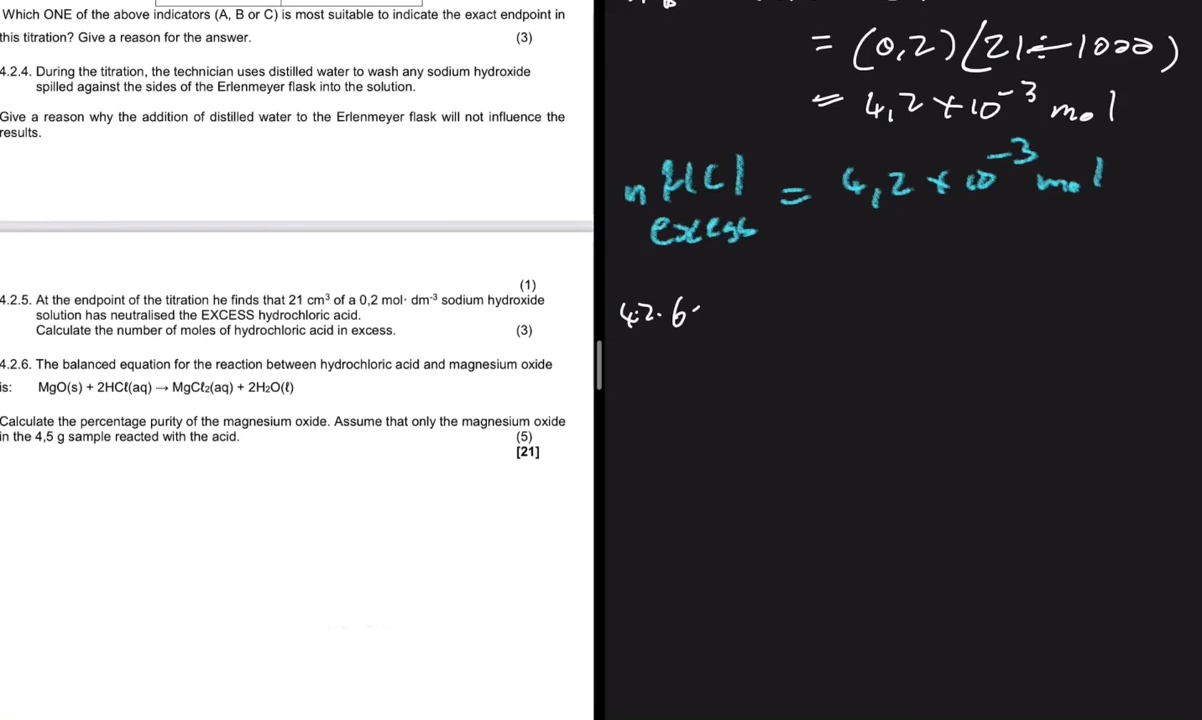 Which ONE of the above indicators (A, B or C) is most suitable to indicate the exact endpoint in
this titration? Give a reason for the answer. (3)
4.2.4. During the titration, the technician uses distilled water to wash any sodium hydroxide
spilled against the sides of the Erlenmeyer flask into the solution.
Give a reason why the addition of distilled water to the Erlenmeyer flask will not influence the
results.
(1)
4.2.5. At the endpoint of the titration he finds that 21 cm³ of a 0,2 mol· dm⁻³ sodium hydroxide
solution has neutralised the EXCESS hydrochloric acid.
Calculate the number of moles of hydrochloric acid in excess. (3)
4.2.6. The balanced equation for the reaction between hydrochloric acid and magnesium oxide
is: MgO(s) + 2HCℓ(aq) → MgCℓ₂(aq) + 2H₂O(ℓ)
Calculate the percentage purity of the magnesium oxide. Assume that only the magnesium oxide
in the 4,5 g sample reacted with the acid. (5)
[21]
= (0,2)(21÷1000)
= 4,2 × 10⁻³ mol
nHCl = 4,2 × 10⁻³ mol
excess
4.2.6.